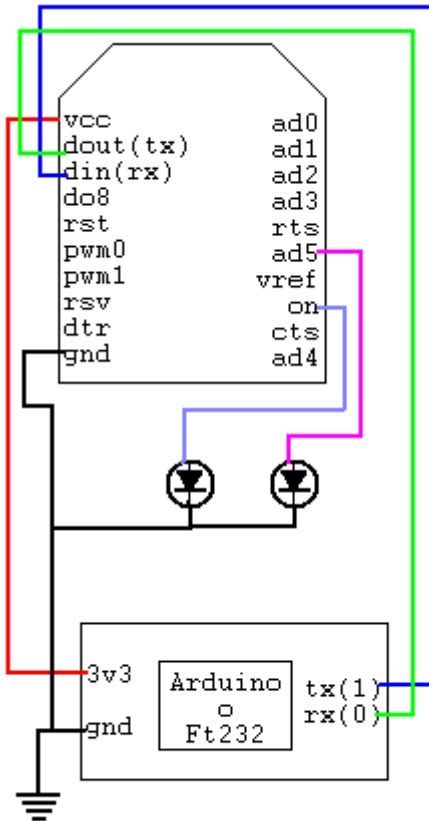 vcc
dout(tx)
din(rx)
do8
rst
pwm0
pwm1
rsv
dtr
gnd
ad0
ad1
ad2
ad3
rts
ad5
vref
on
cts
ad4
3v3
gnd
Arduino
o
Ft232
tx(1)
rx(0)